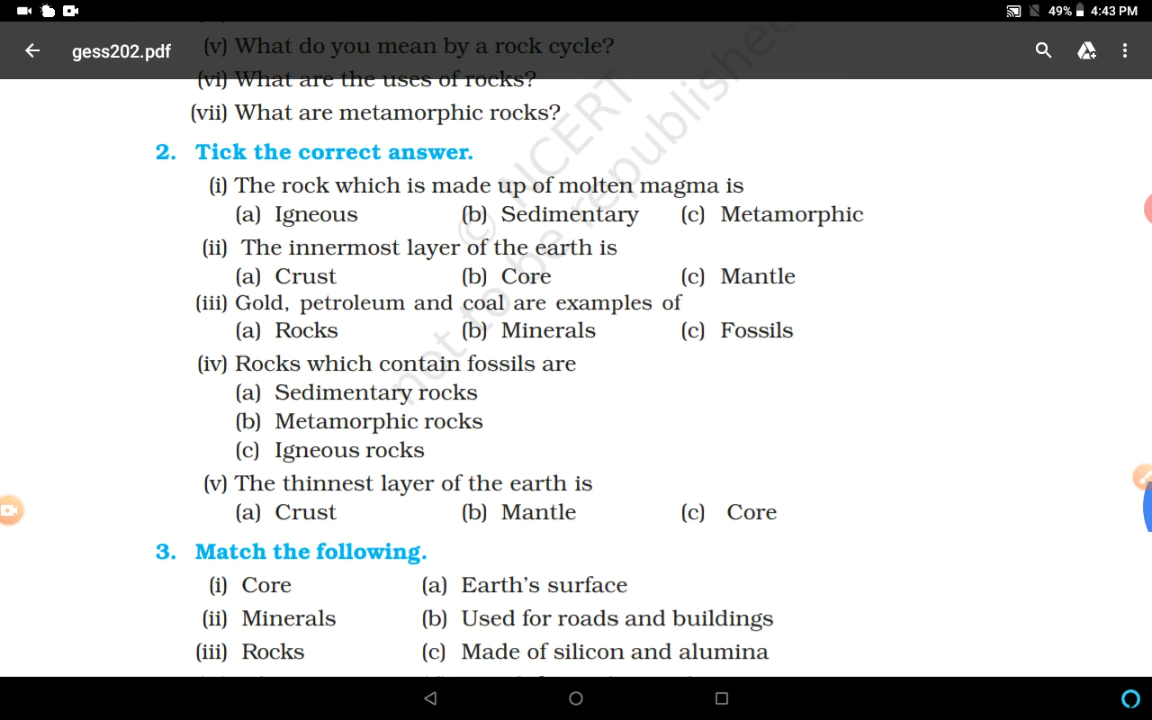 49% 4:43 PM
gess202.pdf
(v) What do you mean by a rock cycle?
(vi) What are the uses of rocks?
(vii) What are metamorphic rocks?
2. Tick the correct answer.
(i) The rock which is made up of molten magma is
(a) Igneous (b) Sedimentary (c) Metamorphic
(ii) The innermost layer of the earth is
(a) Crust (b) Core (c) Mantle
(iii) Gold, petroleum and coal are examples of
(a) Rocks (b) Minerals (c) Fossils
(iv) Rocks which contain fossils are
(a) Sedimentary rocks
(b) Metamorphic rocks
(c) Igneous rocks
(v) The thinnest layer of the earth is
(a) Crust (b) Mantle (c) Core
3. Match the following.
(i) Core (a) Earth's surface
(ii) Minerals (b) Used for roads and buildings
(iii) Rocks (c) Made of silicon and alumina
© NCERT
not to be republished